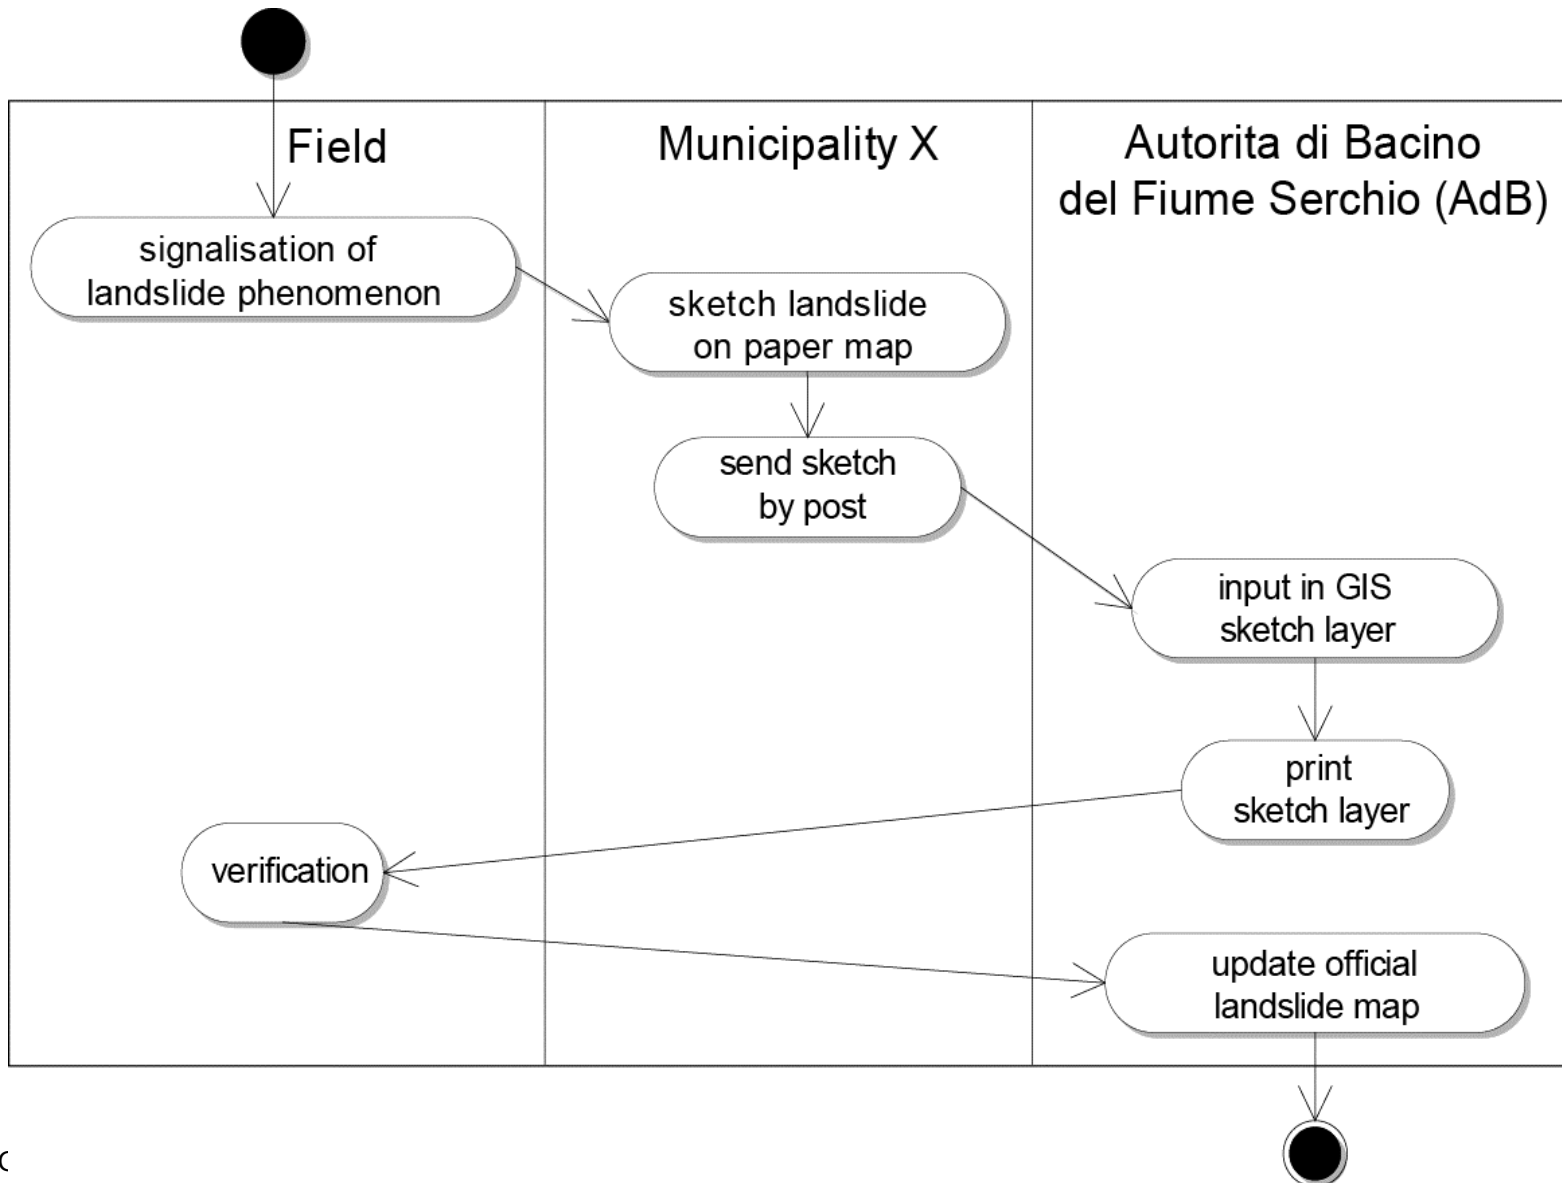 Field
Municipality X
Autorita di Bacino
del Fiume Serchio (AdB)
signalisation of
landslide phenomenon
sketch landslide
on paper map
send sketch
by post
input in GIS
sketch layer
print
sketch layer
verification
update official
landslide map